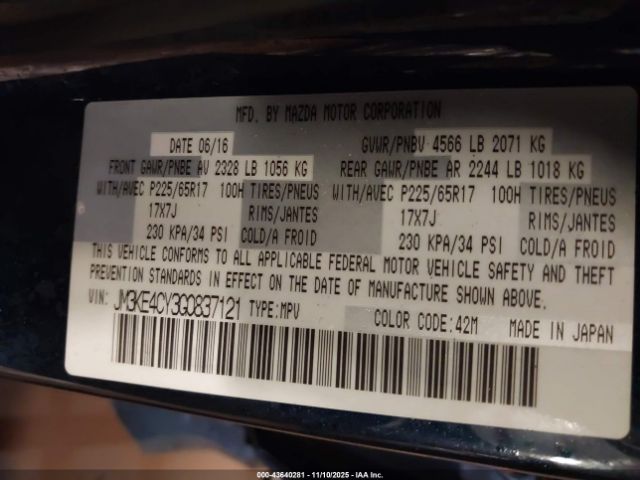 MFD. BY MAZDA MOTOR CORPORATION
DATE 06/16 GVWR/PNBV 4566 LB 2071 KG
FRONT GAWR/PNBE AV 2328 LB 1056 KG REAR GAWR/PNBE AR 2244 LB 1018 KG
WITH/AVEC P225/65R17 100H TIRES/PNEUS WITH/AVEC P225/65R17 100H TIRES/PNEUS
17X7J RIMS/JANTES 17X7J RIMS/JANTES
230 KPA/34 PSI COLD/A FROID 230 KPA/34 PSI COLD/A FROID
THIS VEHICLE CONFORMS TO ALL APPLICABLE FEDERAL MOTOR VEHICLE SAFETY AND THEFT
PREVENTION STANDARDS IN EFFECT ON THE DATE OF MANUFACTURE SHOWN ABOVE.
VIN: JM3KE4CY3G0837121 TYPE:MPV COLOR CODE:42M MADE IN JAPAN
000-43640281 - 11/10/2025 - IAA Inc.